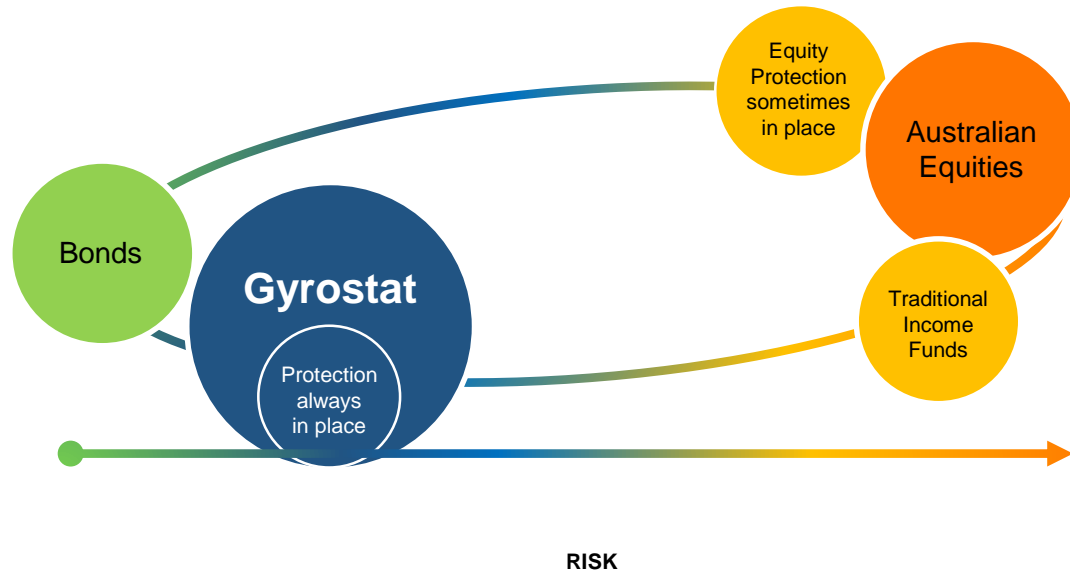 Equity
Protection
sometimes
in place
Australian
Equities
Bonds
Gyrostat
Protection
always
in place
Traditional
Income
Funds
RISK